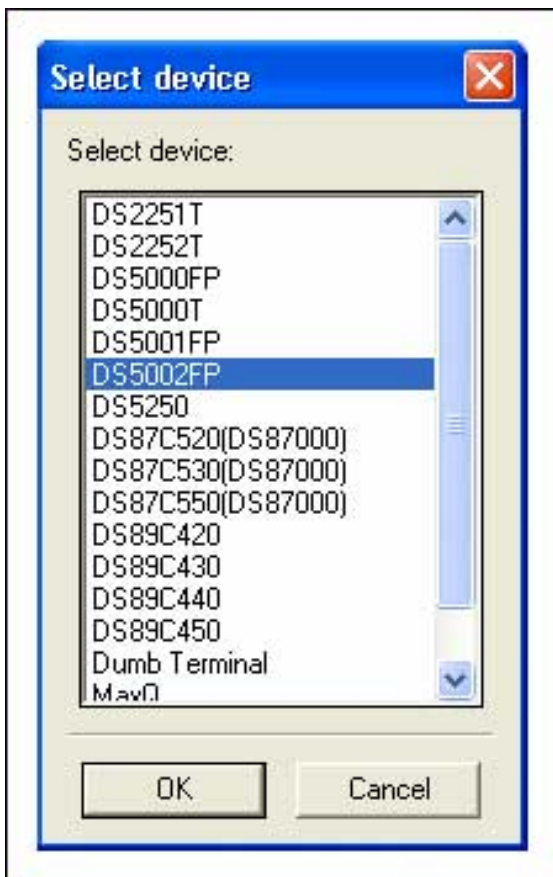 Select device
Select device:
DS2251T
DS2252T
DS5000FP
DS5000T
DS5001FP
DS5002FP
DS5250
DS87C520(DS87000)
DS87C530(DS87000)
DS87C550(DS87000)
DS89C420
DS89C430
DS89C440
DS89C450
Dumb Terminal
OK
Cancel